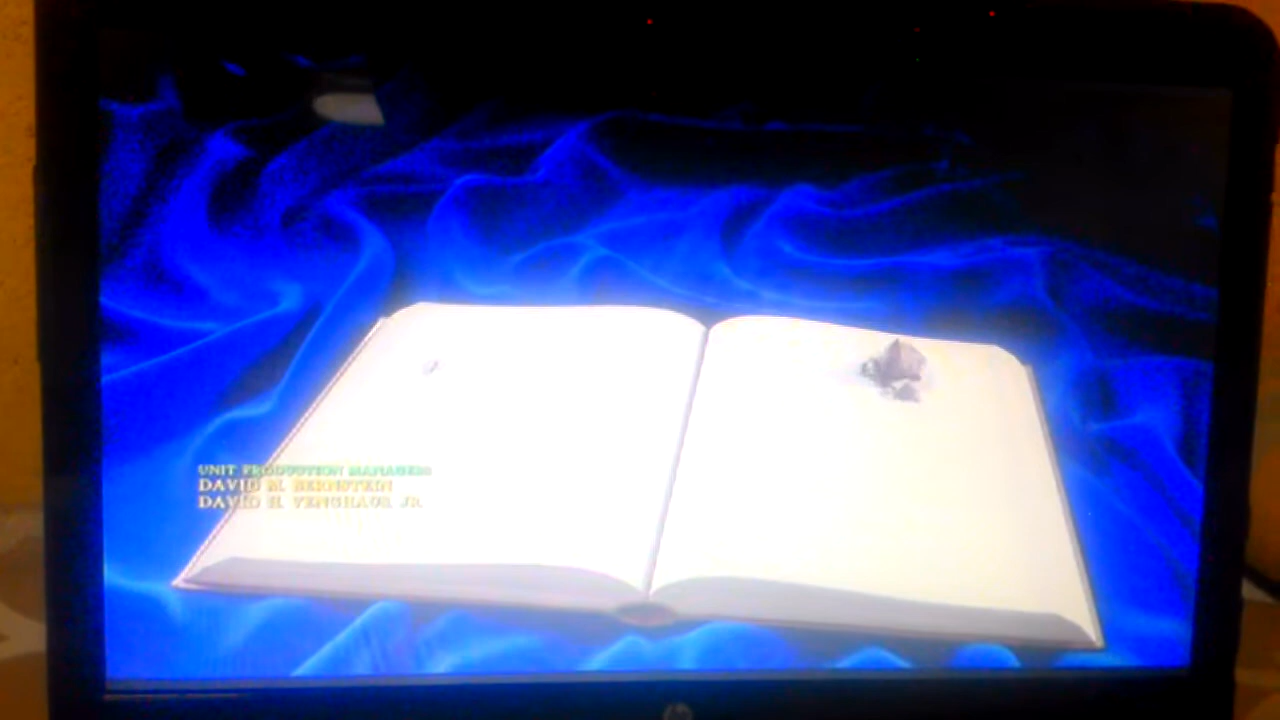 UNIT PRODUCTION MANAGERS
DAVID M. BERNSTEIN
DAVID H. VENGHAUS JR.